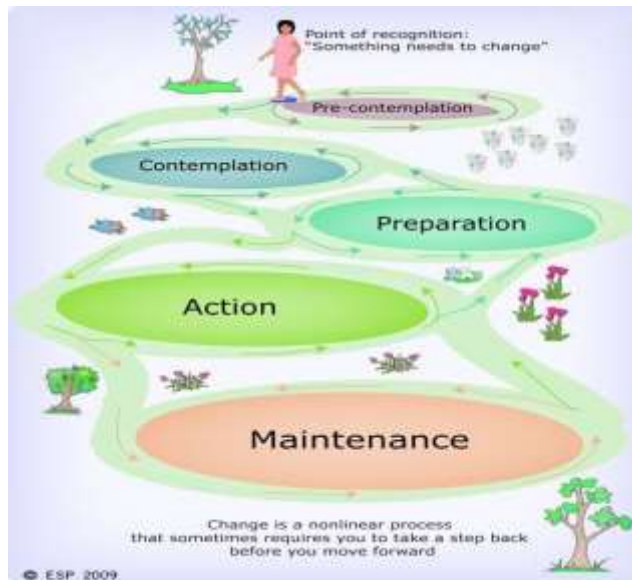 Point of recognition:
"Something needs to change"
Pre-contemplation
Contemplation
Preparation
Action
Maintenance
Change is a nonlinear process
that sometimes requires you to take a step back
before you move forward
© ESP 2009